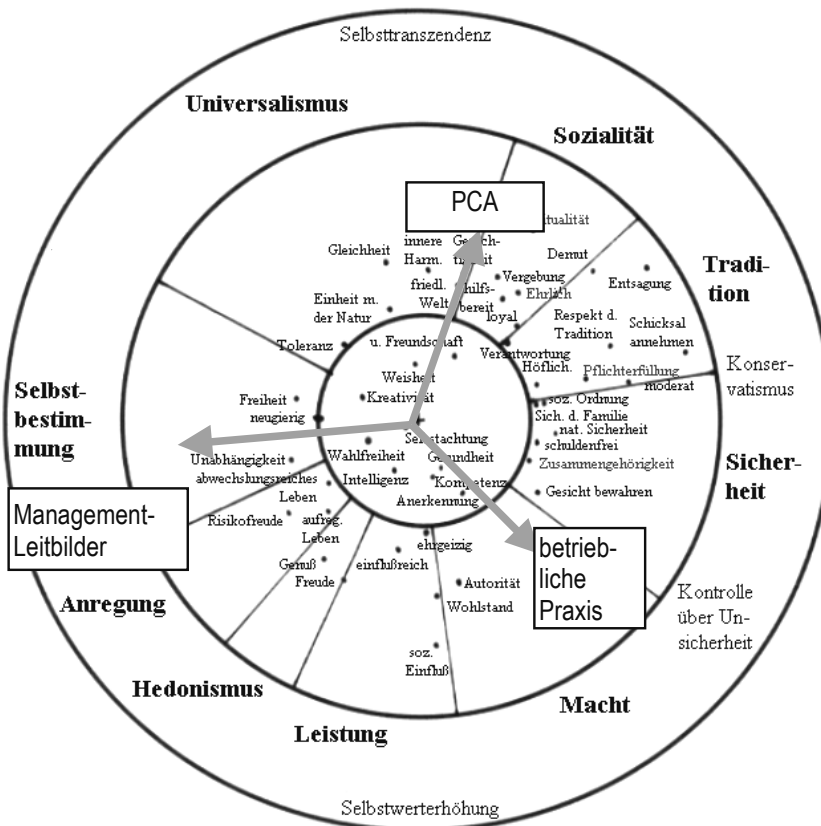 Selbsttranszendenz
Universalismus
Sozialität
PCA
tualität
Gleichheit
innere
Harm.
Demut
Tradi-
tion
friedl.
Welt
hilfs-
bereit
Vergebung
Ehrlich
Entsagung
Einheit m.
der Natur
loyal
Respekt d.
Tradition
Schicksal
annehmen
Toleranz
u. Freundschaft
Verantwortung
Höflich.
Pflichterfüllung
moderat
Konser-
vatismus
Weisheit
Kreativität
Selbst-
bestim-
mung
Freiheit
neugierig
soz. Ordnung
Sich. d. Familie
nat. Sicherheit
schuldenfrei
Zusammengehörigkeit
Gesicht bewahren
Sicher-
heit
Selbstachtung
Wahlfreiheit
Gesundheit
Intelligenz
Kompetenz
Anerkennung
Unabhängigkeit
abwechslungsreiches
Leben
Management-
Leitbilder
Risikofreude
aufreg.
Leben
ehrgeizig
einflußreich
Genuß
Freude
Autorität
Wohlstand
betrieb-
liche
Praxis
Kontrolle
über Un-
sicherheit
Anregung
soz.
Einfluß
Hedonismus
Leistung
Macht
Selbstwerterhöhung